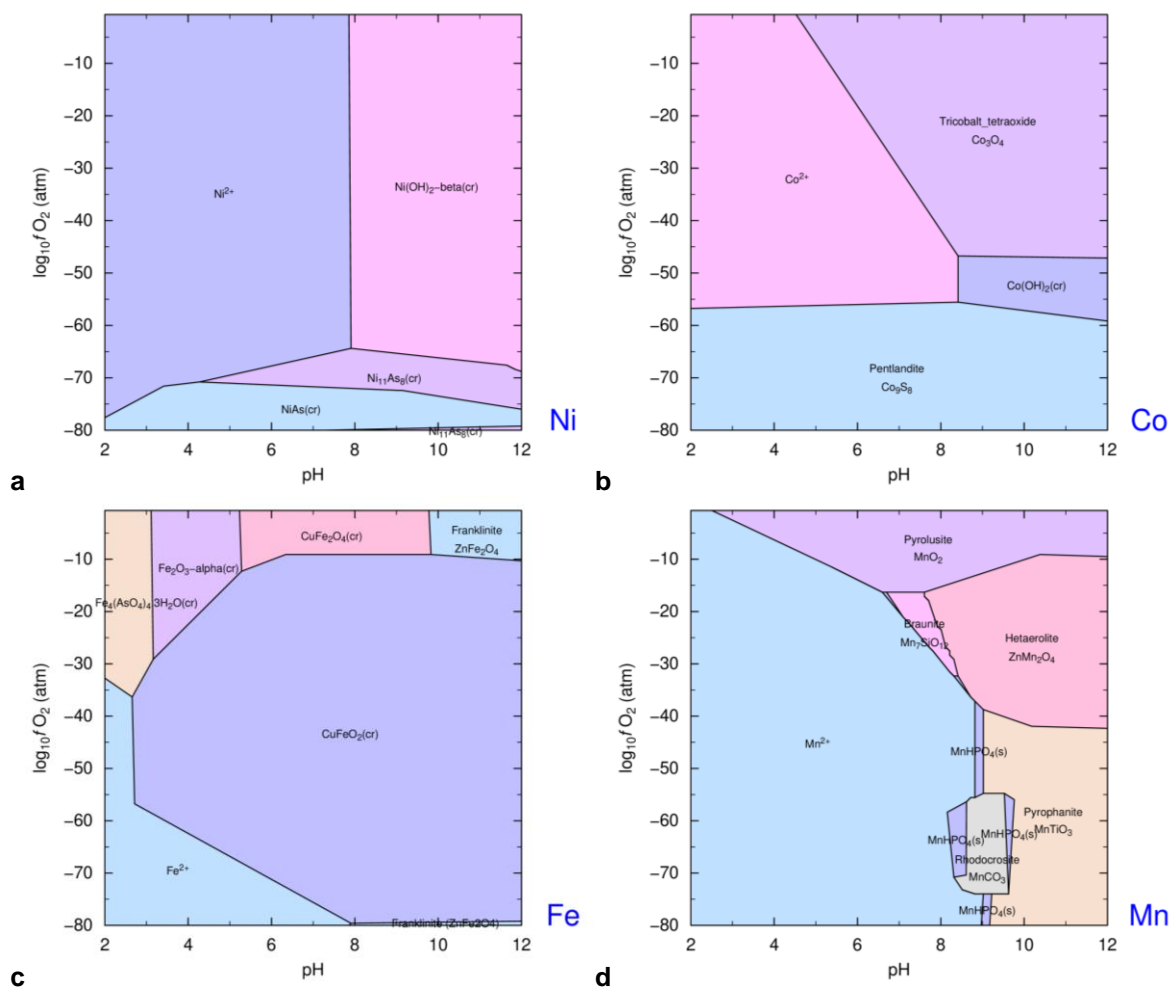 log₁₀f O₂ (atm)
−10
−20
−30
−40
−50
−60
−70
−80
Ni²⁺
Ni(OH)₂−beta(cr)
Ni₁₁As₈(cr)
NiAs(cr)
Ni₁₁As₈(cr)
2 4 6 8 10 12
pH
Ni
a
log₁₀f O₂ (atm)
−10
−20
−30
−40
−50
−60
−70
−80
Tricobalt_tetraoxide
Co₃O₄
Co²⁺
Co(OH)₂(cr)
Pentlandite
Co₉S₈
2 4 6 8 10 12
pH
Co
b
log₁₀f O₂ (atm)
−10
−20
−30
−40
−50
−60
−70
−80
CuFe₂O₄(cr)
Franklinite
ZnFe₂O₄
Fe₂O₃−alpha(cr)
Fe₄(AsO₄)₄3H₂O(cr)
CuFeO₂(cr)
Fe²⁺
Franklinite (ZnFe2O4)
2 4 6 8 10 12
pH
Fe
c
log₁₀f O₂ (atm)
−10
−20
−30
−40
−50
−60
−70
−80
Pyrolusite
MnO₂
Braunite
Mn₇SiO₁₂
Hetaerolite
ZnMn₂O₄
Mn²⁺
MnHPO₄(s)
Pyrophanite
MnTiO₃
MnHPO₄(s)
MnHPO₄(s)
Rhodocrosite
MnCO₃
MnHPO₄(s)
2 4 6 8 10 12
pH
Mn
d